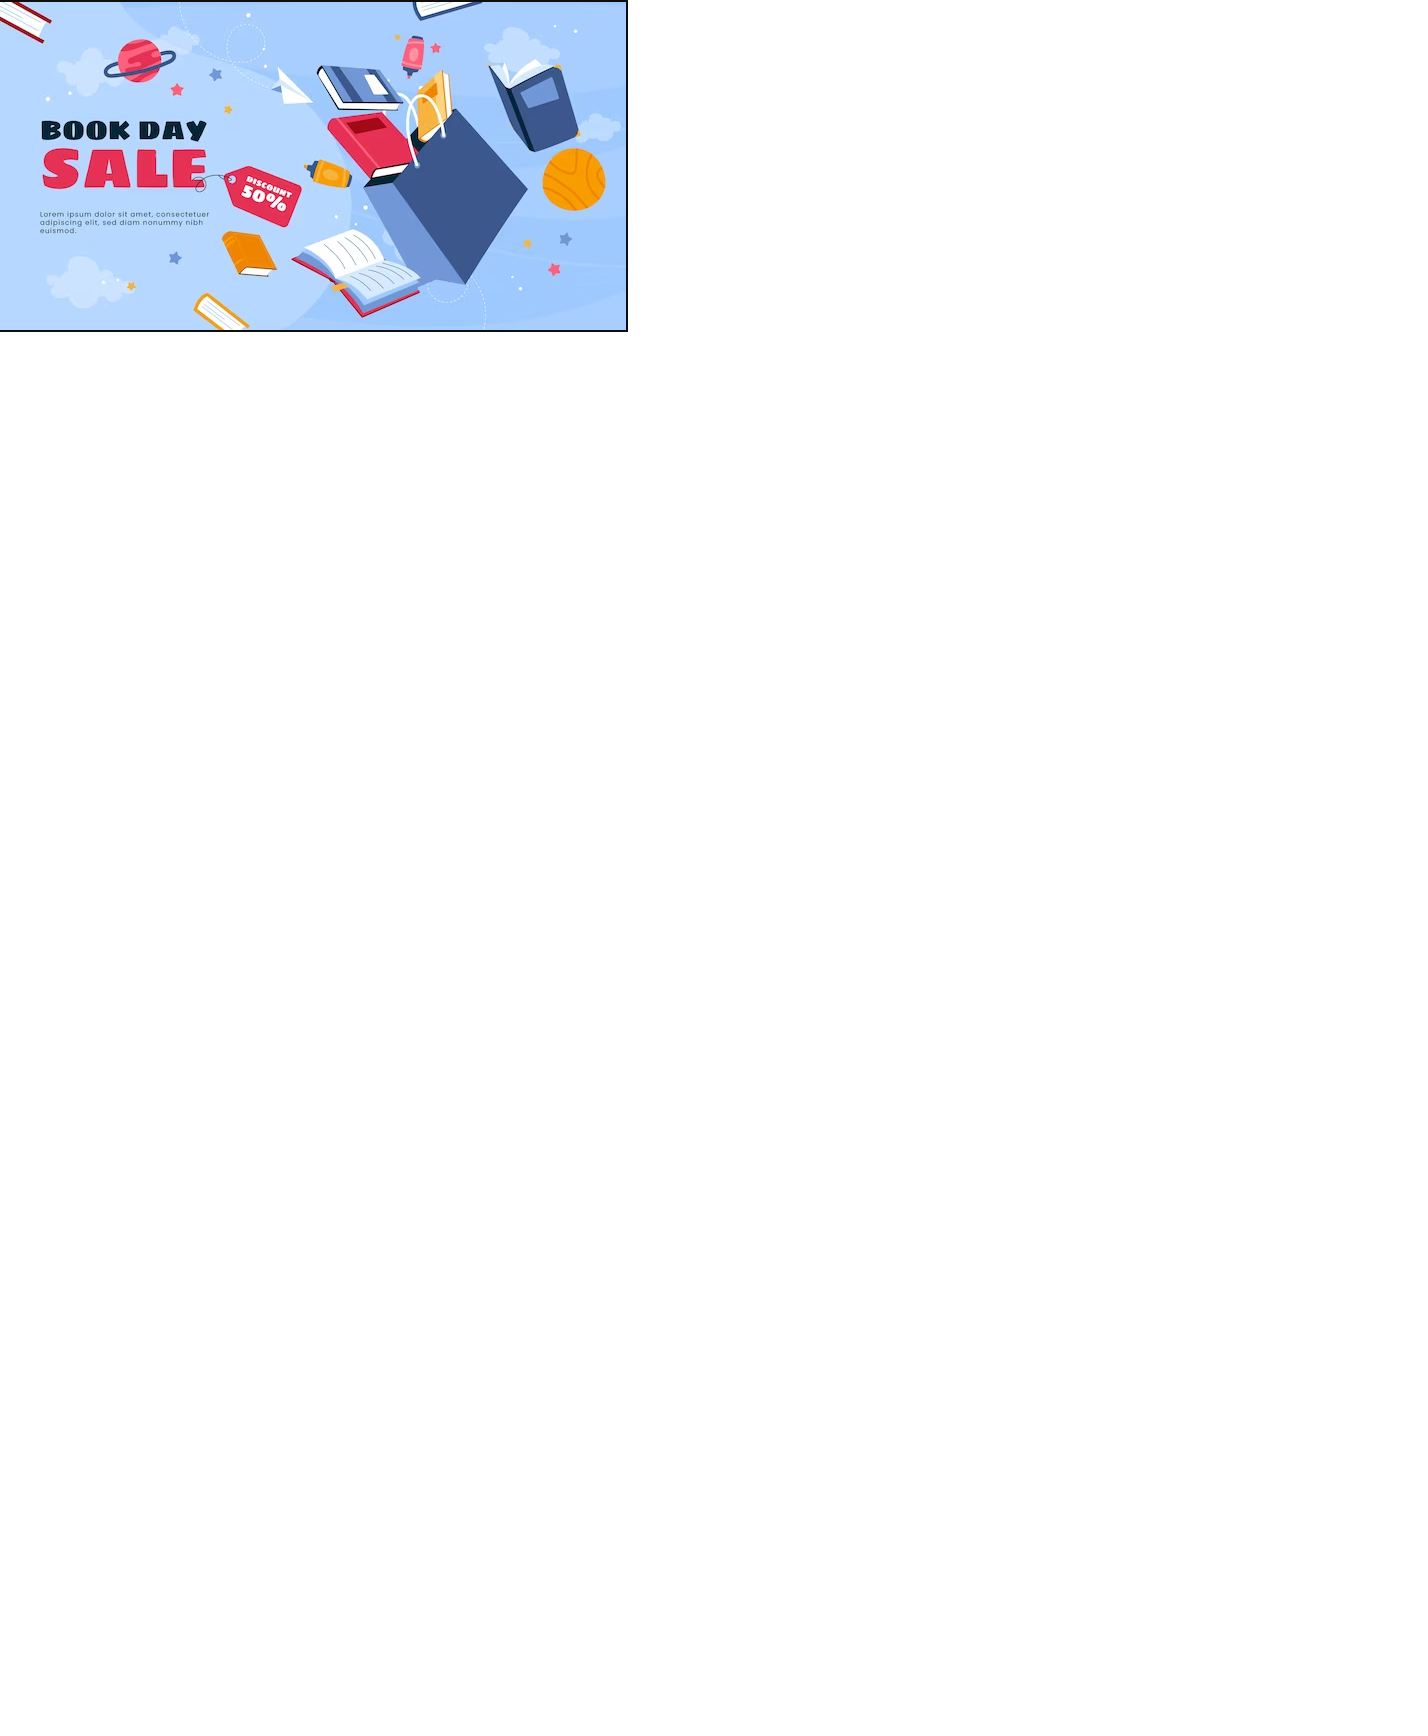 BOOK DAY
SALE
DISCOUNT
50%
Lorem ipsum dolor sit amet, consectetuer
adipiscing elit, sed diam nonummy nibh
euismod.